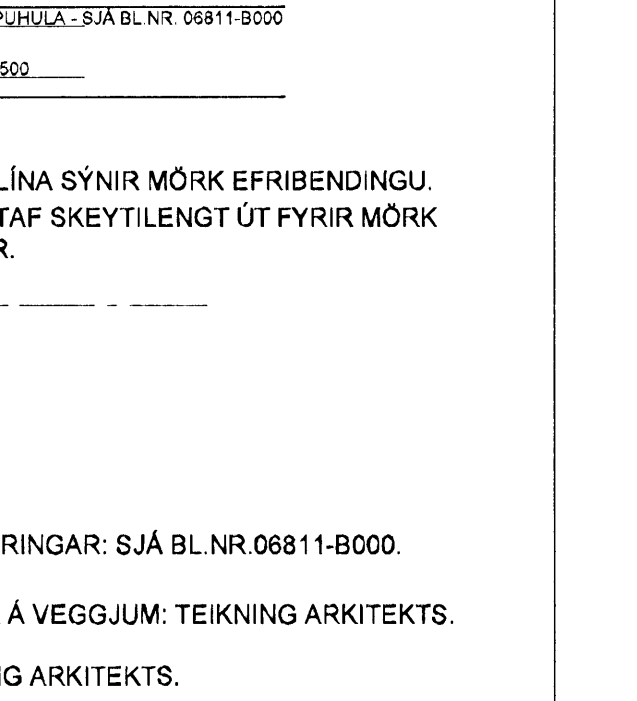 PUHULA - SJÁ BL.NR. 06811-B000
500
LÍNA SÝNIR MÖRK EFRIBENDINGU.
TAF SKEYTILENGT ÚT FYRIR MÖRK
R.
RINGAR: SJÁ BL.NR.06811-B000.
Á VEGGJUM: TEIKNING ARKITEKTS.
G ARKITEKTS.